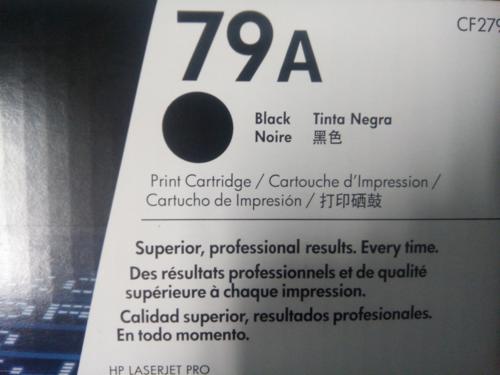 79A
CF279
Black Tinta Negra
Noire 黑色
Print Cartridge / Cartouche d'Impression /
Cartucho de Impresión / 打印硒鼓
Superior, professional results. Every time.
Des résultats professionnels et de qualité
supérieure à chaque impression.
Calidad superior, resultados profesionales.
En todo momento.
HP LASERJET PRO